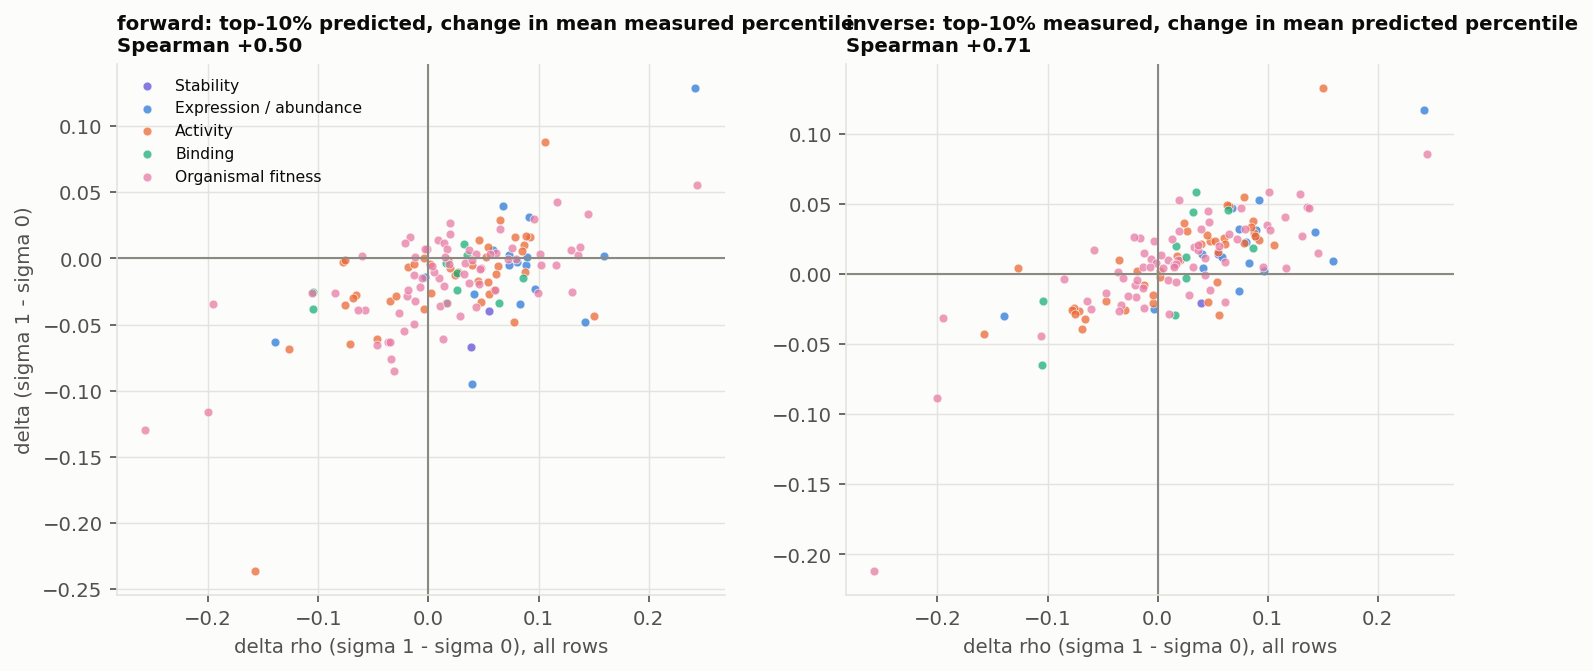 forward: top-10% predicted, change in mean measured percentile
Spearman +0.50
inverse: top-10% measured, change in mean predicted percentile
Spearman +0.71
Stability
Expression / abundance
Activity
Binding
Organismal fitness
delta (sigma 1 - sigma 0)
0.10
0.05
0.00
−0.05
−0.10
−0.15
−0.20
−0.25
−0.2
−0.1
0.0
0.1
0.2
delta rho (sigma 1 - sigma 0), all rows
0.10
0.05
0.00
−0.05
−0.10
−0.15
−0.20
−0.2
−0.1
0.0
0.1
0.2
delta rho (sigma 1 - sigma 0), all rows